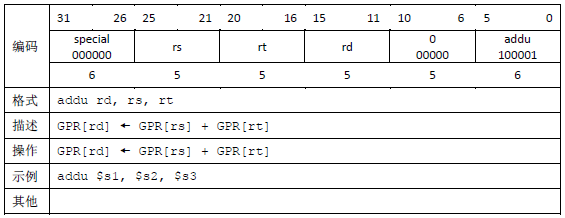 编码
31 26 25 21 20 16 15 11 10 6 5 0
special rs rt rd 0 addu
000000 00000 100001
6 5 5 5 5 6
格式 addu rd, rs, rt
描述 GPR[rd] ← GPR[rs] + GPR[rt]
操作 GPR[rd] ← GPR[rs] + GPR[rt]
示例 addu $s1, $s2, $s3
其他